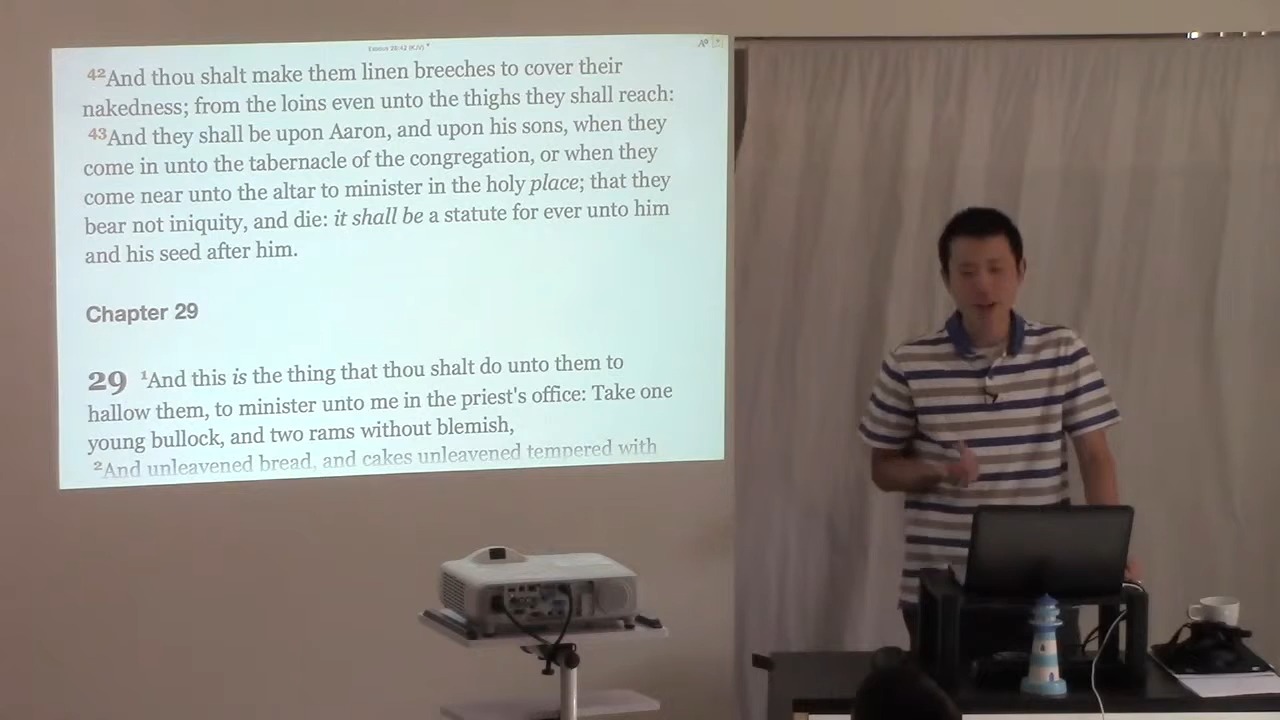 Exodus 28:42 (KJV)
42And thou shalt make them linen breeches to cover their
nakedness; from the loins even unto the thighs they shall reach:
43And they shall be upon Aaron, and upon his sons, when they
come in unto the tabernacle of the congregation, or when they
come near unto the altar to minister in the holy place; that they
bear not iniquity, and die: it shall be a statute for ever unto him
and his seed after him.
Chapter 29
29 1And this is the thing that thou shalt do unto them to
hallow them, to minister unto me in the priest's office: Take one
young bullock, and two rams without blemish,
2And unleavened bread, and cakes unleavened tempered with